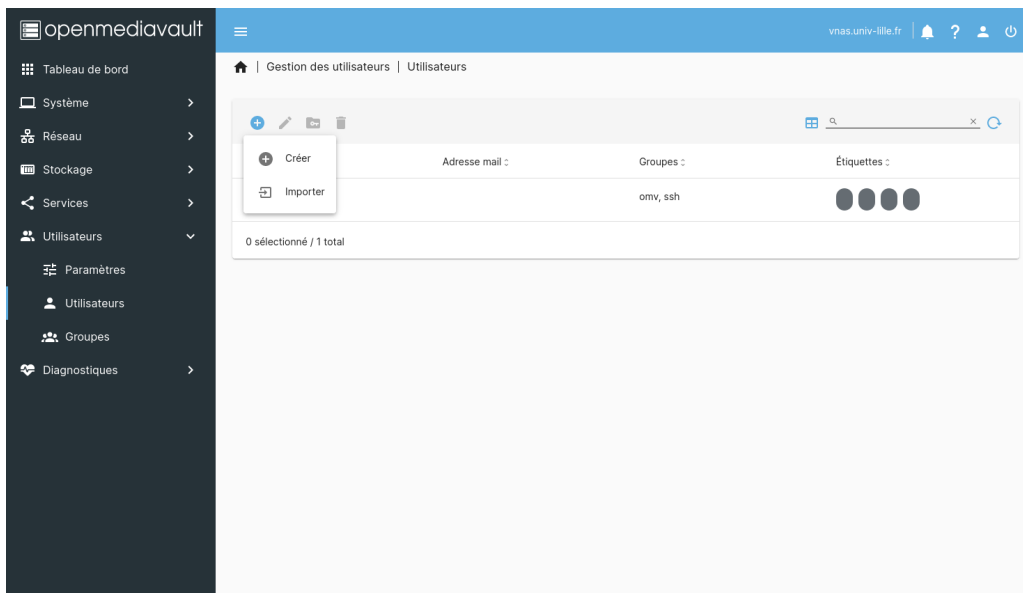 openmediavault
vnas.univ-lille.fr
Tableau de bord
Système
Réseau
Stockage
Services
Utilisateurs
Paramètres
Utilisateurs
Groupes
Diagnostiques
| Gestion des utilisateurs | Utilisateurs
Créer
Importer
Adresse mail
Groupes
Étiquettes
omv, ssh
0 sélectionné / 1 total